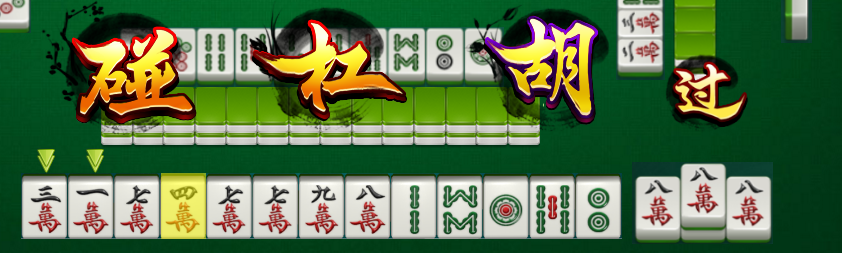 碰 杠 胡 过
三萬 一萬 七萬 四萬 七萬 七萬 九萬 八萬 八萬 八萬 八萬